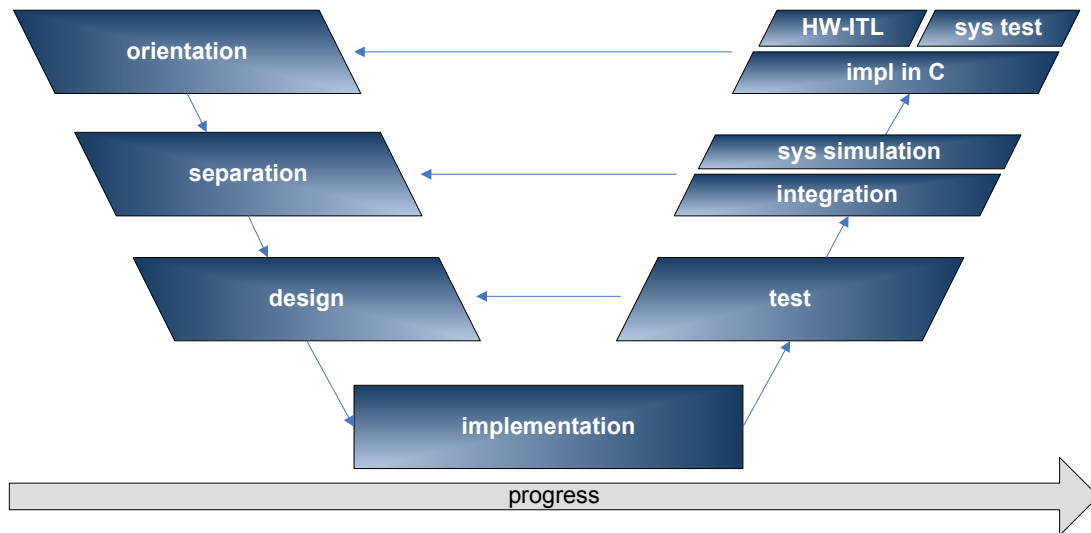 orientation
HW-ITL
sys test
impl in C
separation
sys simulation
integration
design
test
implementation
progress